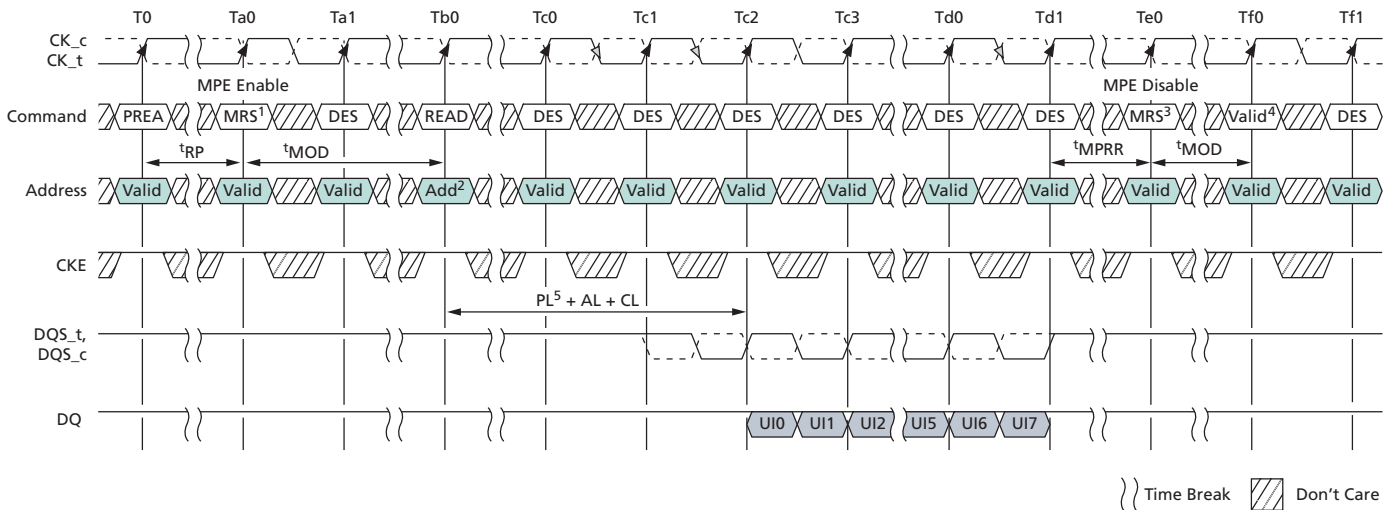 T0 Ta0 Ta1 Tb0 Tc0 Tc1 Tc2 Tc3 Td0 Td1 Te0 Tf0 Tf1
CK_c
CK_t
MPE Enable MPE Disable
Command PREA MRS1 DES READ DES DES DES DES DES DES MRS3 Valid4 DES
tRP tMOD tMPRR tMOD
Address Valid Valid Valid Add2 Valid Valid Valid Valid Valid Valid Valid Valid Valid
CKE
PL5 + AL + CL
DQS_t,
DQS_c
DQ UI0 UI1 UI2 UI5 UI6 UI7
Time Break Don't Care